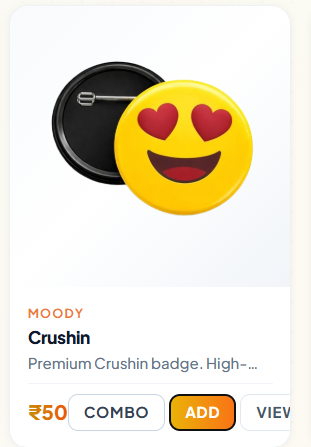 MOODY
Crushin
Premium Crushin badge. High-...
₹50 COMBO ADD VIEW